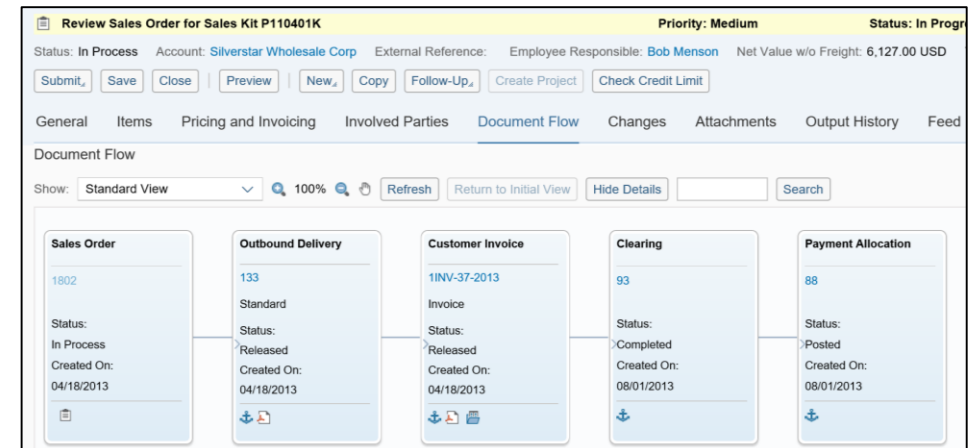 Review Sales Order for Sales Kit P110401K Priority: Medium Status: In Progr
Status: In Process Account: Silverstar Wholesale Corp External Reference: Employee Responsible: Bob Menson Net Value w/o Freight: 6,127.00 USD
Submit Save Close Preview New Copy Follow-Up Create Project Check Credit Limit
General Items Pricing and Invoicing Involved Parties Document Flow Changes Attachments Output History Feed
Document Flow
Show: Standard View 100% Refresh Return to Initial View Hide Details Search
Sales Order
1802
Status:
In Process
Created On:
04/18/2013
Outbound Delivery
133
Standard
Status:
Released
Created On:
04/18/2013
Customer Invoice
1INV-37-2013
Invoice
Status:
Released
Created On:
04/18/2013
Clearing
93
Status:
Completed
Created On:
08/01/2013
Payment Allocation
88
Status:
Posted
Created On:
08/01/2013